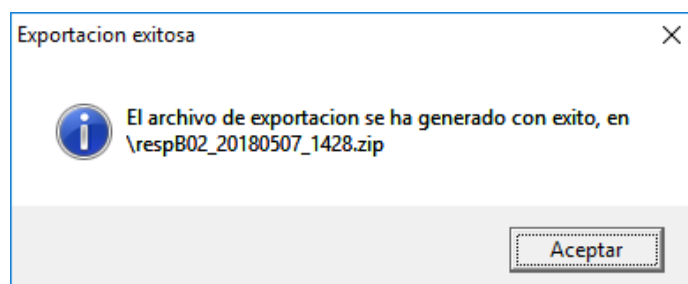 Exportacion exitosa
El archivo de exportacion se ha generado con exito, en
\respB02_20180507_1428.zip
Aceptar